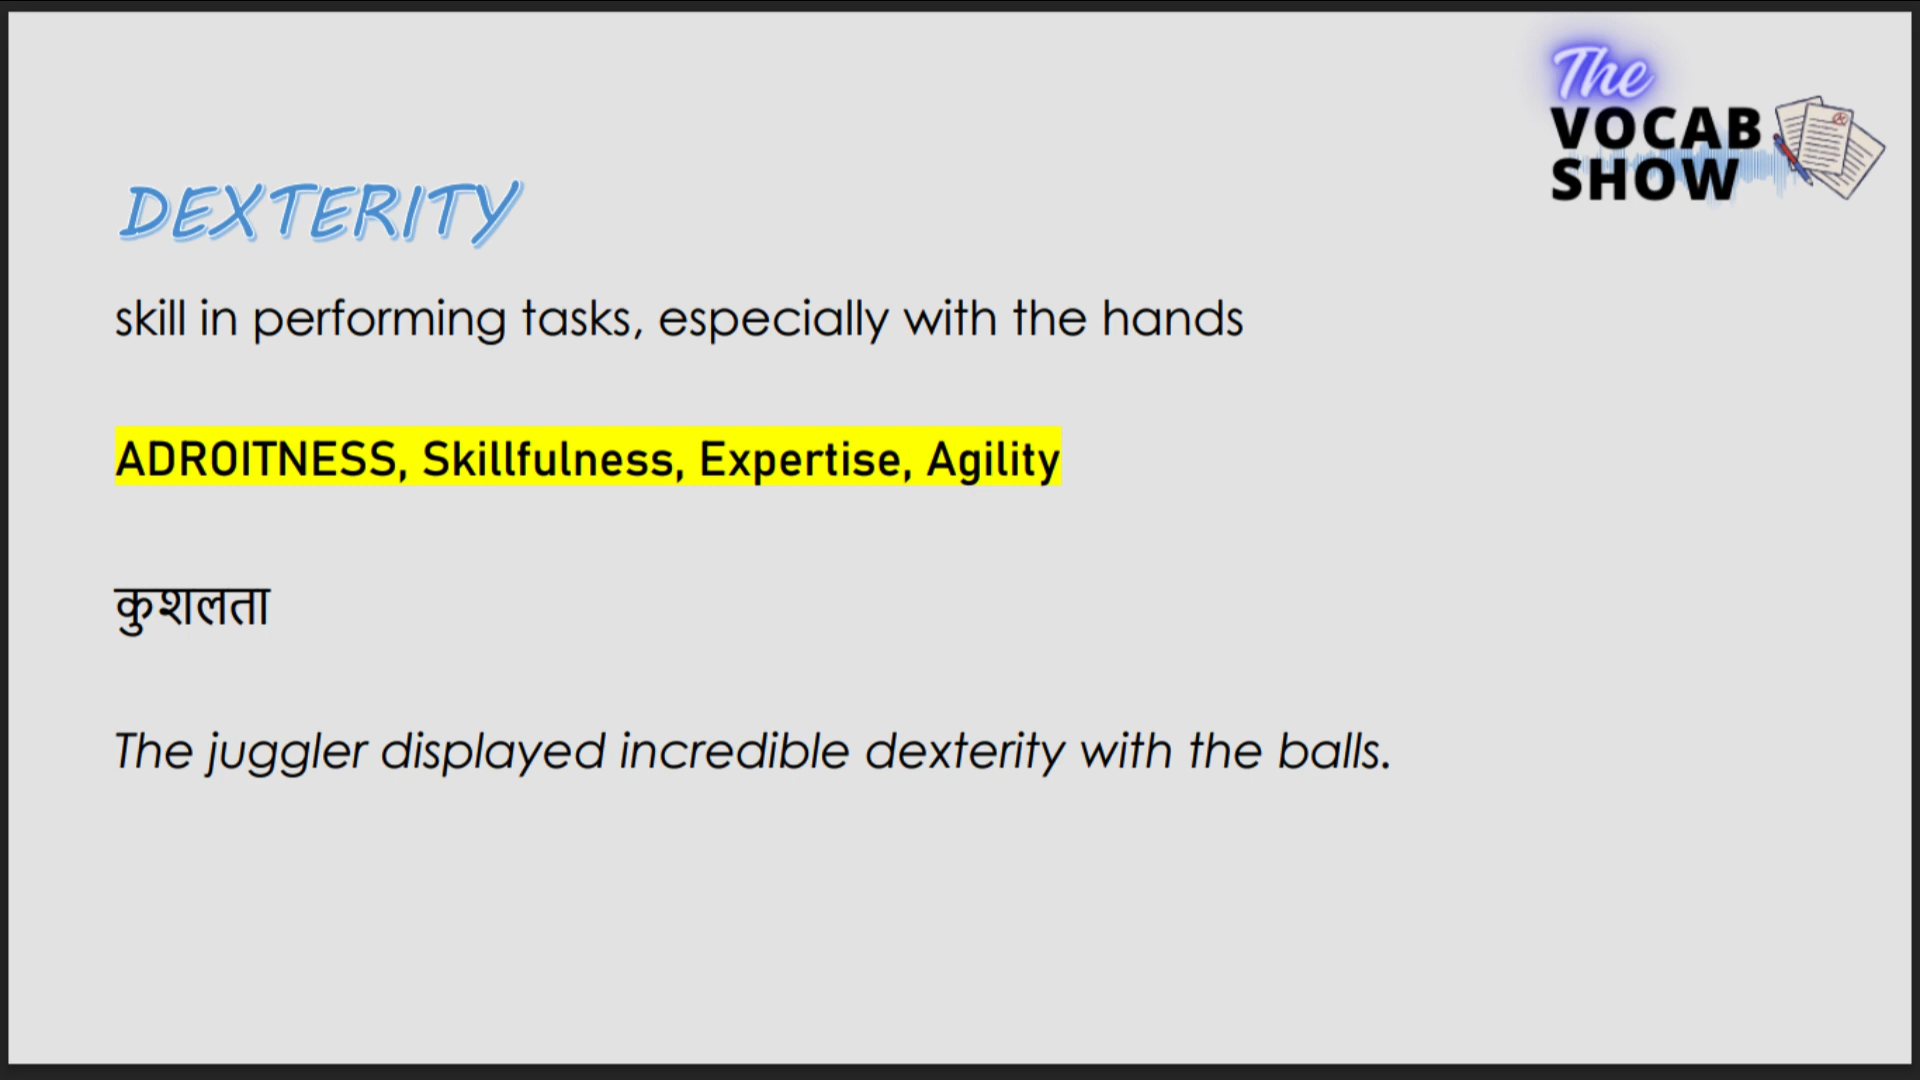 The
VOCAB
SHOW
DEXTERITY
skill in performing tasks, especially with the hands
ADROITNESS, Skillfulness, Expertise, Agility
कुशलता
The juggler displayed incredible dexterity with the balls.